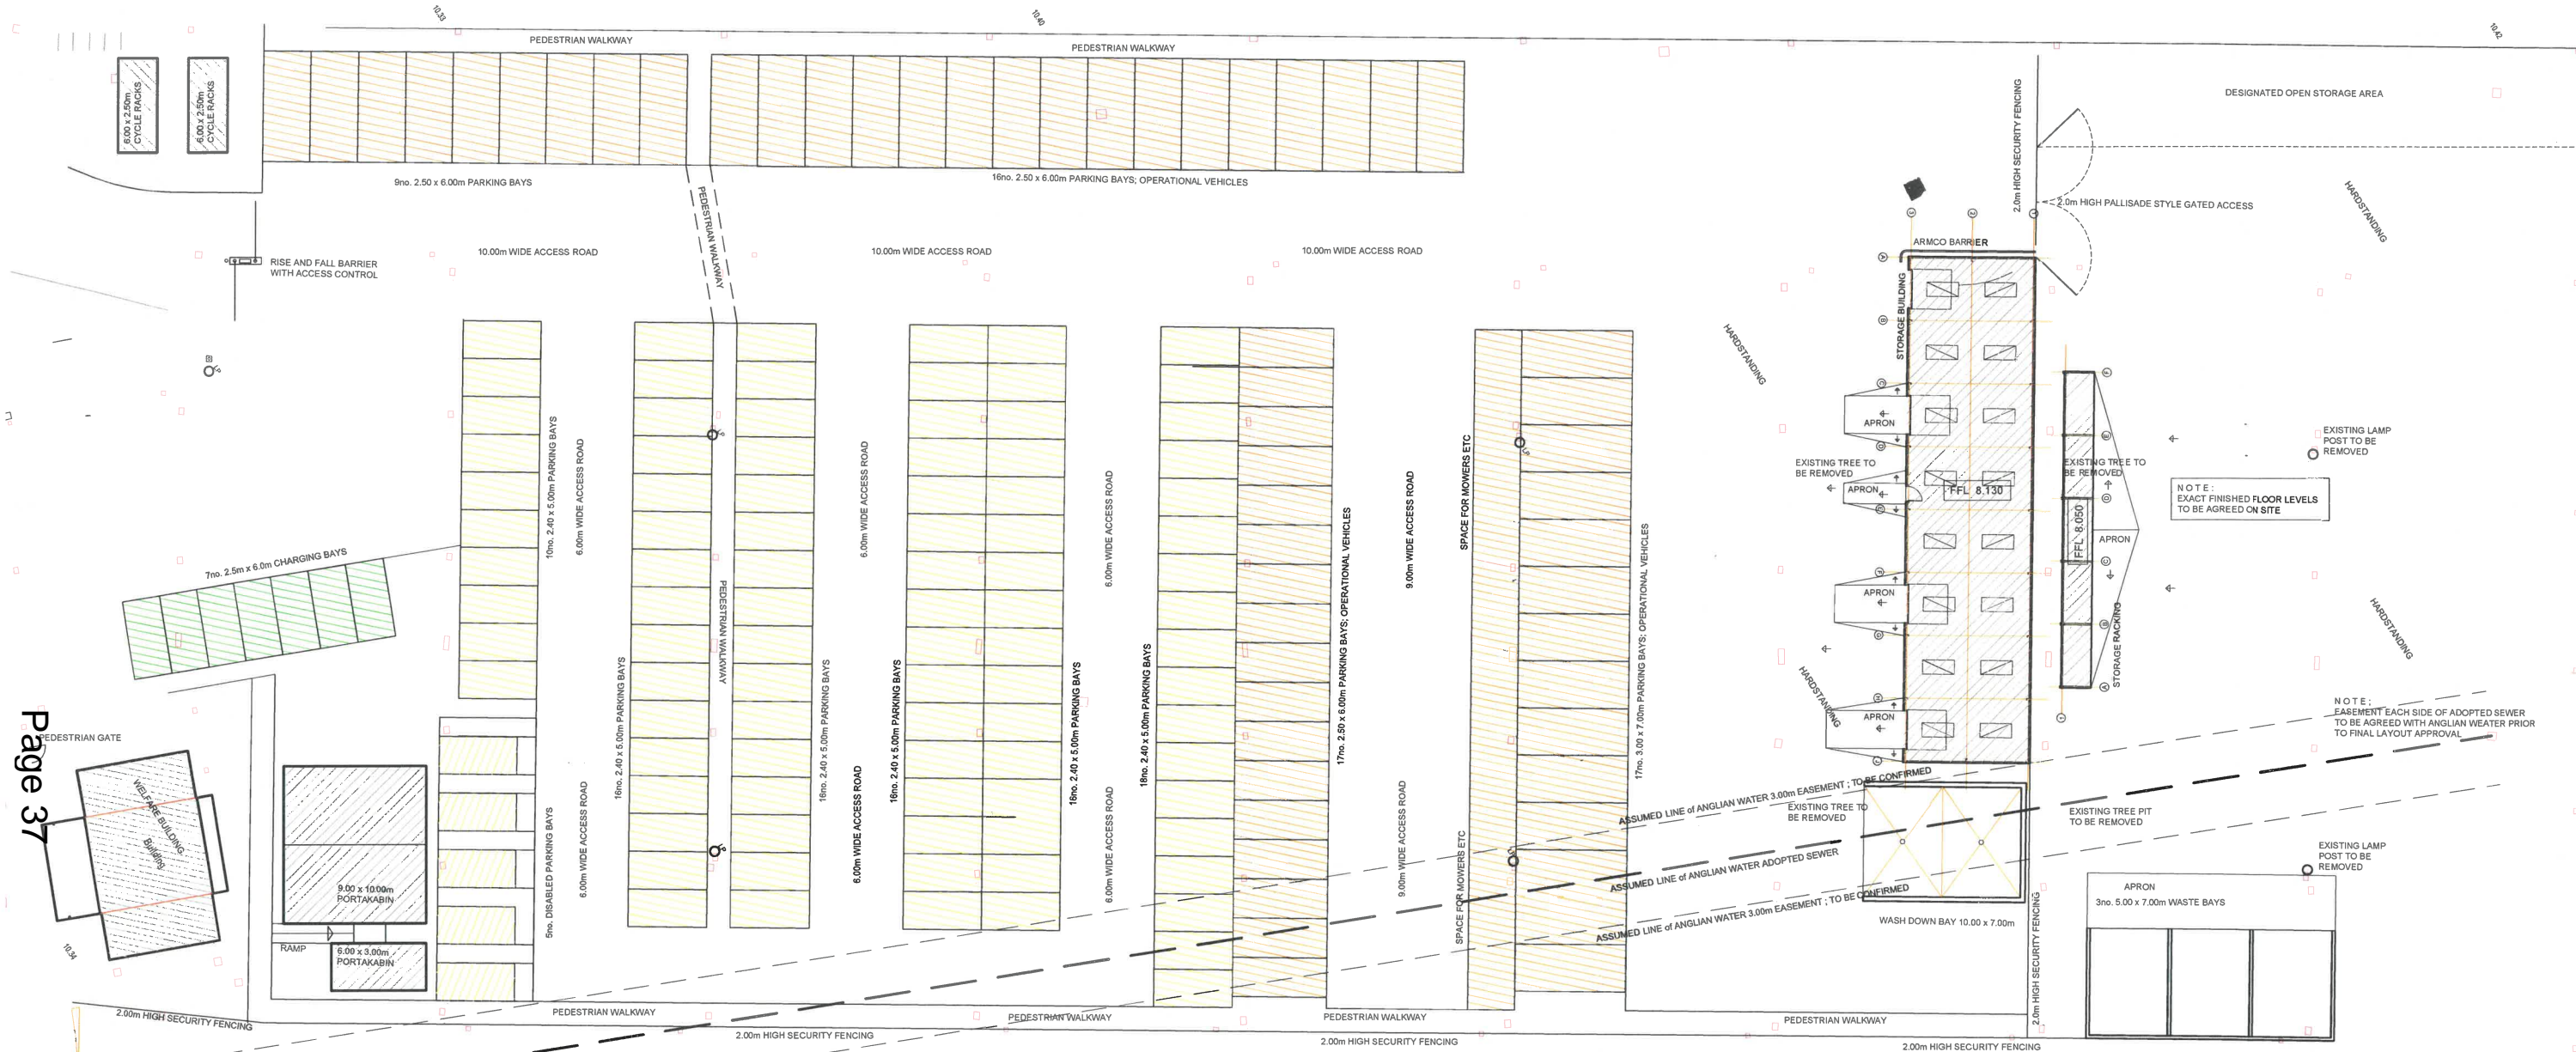 10.33
10.40
10.42
PEDESTRIAN WALKWAY
PEDESTRIAN WALKWAY
6.00 x 2.50m
CYCLE RACKS
6.00 x 2.50m
CYCLE RACKS
9no. 2.50 x 6.00m PARKING BAYS
16no. 2.50 x 6.00m PARKING BAYS; OPERATIONAL VEHICLES
PEDESTRIAN WALKWAY
2.0m HIGH SECURITY FENCING
DESIGNATED OPEN STORAGE AREA
2.0m HIGH PALLISADE STYLE GATED ACCESS
HARDSTANDING
RISE AND FALL BARRIER
WITH ACCESS CONTROL
10.00m WIDE ACCESS ROAD
10.00m WIDE ACCESS ROAD
10.00m WIDE ACCESS ROAD
ARMCO BARRIER
STORAGE BUILDING
HARDSTANDING
LP
7no. 2.5m x 6.0m CHARGING BAYS
10no. 2.40 x 5.00m PARKING BAYS
6.00m WIDE ACCESS ROAD
LP
PEDESTRIAN WALKWAY
6.00m WIDE ACCESS ROAD
6.00m WIDE ACCESS ROAD
9.00m WIDE ACCESS ROAD
SPACE FOR MOWERS ETC
16no. 2.40 x 5.00m PARKING BAYS
16no. 2.40 x 5.00m PARKING BAYS
16no. 2.40 x 5.00m PARKING BAYS
16no. 2.40 x 5.00m PARKING BAYS
18no. 2.40 x 5.00m PARKING BAYS
17no. 2.50 x 6.00m PARKING BAYS; OPERATIONAL VEHICLES
17no. 3.00 x 7.00m PARKING BAYS; OPERATIONAL VEHICLES
APRON
EXISTING TREE TO
BE REMOVED
APRON
FFL 8.130
APRON
APRON
HARDSTANDING
EXISTING TREE TO
BE REMOVED
FFL 8.050
APRON
STORAGE RACKING
EXISTING LAMP
POST TO BE
REMOVED
NOTE:
EXACT FINISHED FLOOR LEVELS
TO BE AGREED ON SITE
HARDSTANDING
NOTE;
EASEMENT EACH SIDE OF ADOPTED SEWER
TO BE AGREED WITH ANGLIAN WEATER PRIOR
TO FINAL LAYOUT APPROVAL
Page 37
PEDESTRIAN GATE
WELFARE BUILDING
Building
10.34
9.00 x 10.00m
PORTAKABIN
RAMP
6.00 x 3.00m
PORTAKABIN
5no. DISABLED PARKING BAYS
6.00m WIDE ACCESS ROAD
LP
6.00m WIDE ACCESS ROAD
6.00m WIDE ACCESS ROAD
9.00m WIDE ACCESS ROAD
SPACE FOR MOWERS ETC
ASSUMED LINE of ANGLIAN WATER 3.00m EASEMENT ; TO BE CONFIRMED
ASSUMED LINE of ANGLIAN WATER ADOPTED SEWER
ASSUMED LINE of ANGLIAN WATER 3.00m EASEMENT ; TO BE CONFIRMED
EXISTING TREE TO
BE REMOVED
EXISTING TREE PIT
TO BE REMOVED
WASH DOWN BAY 10.00 x 7.00m
2.0m HIGH SECURITY FENCING
EXISTING LAMP
POST TO BE
REMOVED
APRON
3no. 5.00 x 7.00m WASTE BAYS
2.00m HIGH SECURITY FENCING
PEDESTRIAN WALKWAY
PEDESTRIAN WALKWAY
PEDESTRIAN WALKWAY
PEDESTRIAN WALKWAY
2.00m HIGH SECURITY FENCING
2.00m HIGH SECURITY FENCING
2.00m HIGH SECURITY FENCING